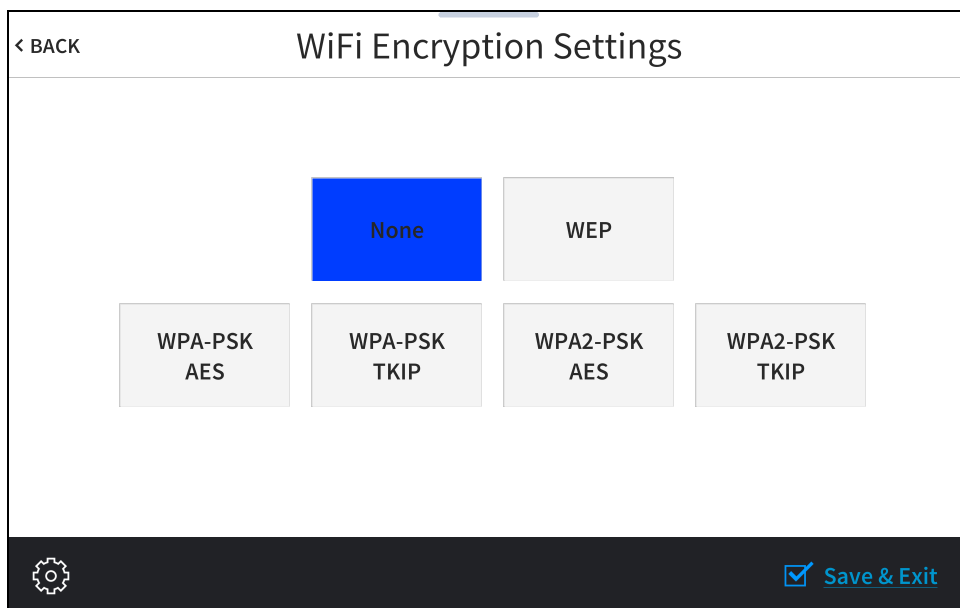 < BACK
WiFi Encryption Settings
None
WEP
WPA-PSK
AES
WPA-PSK
TKIP
WPA2-PSK
AES
WPA2-PSK
TKIP
Save & Exit